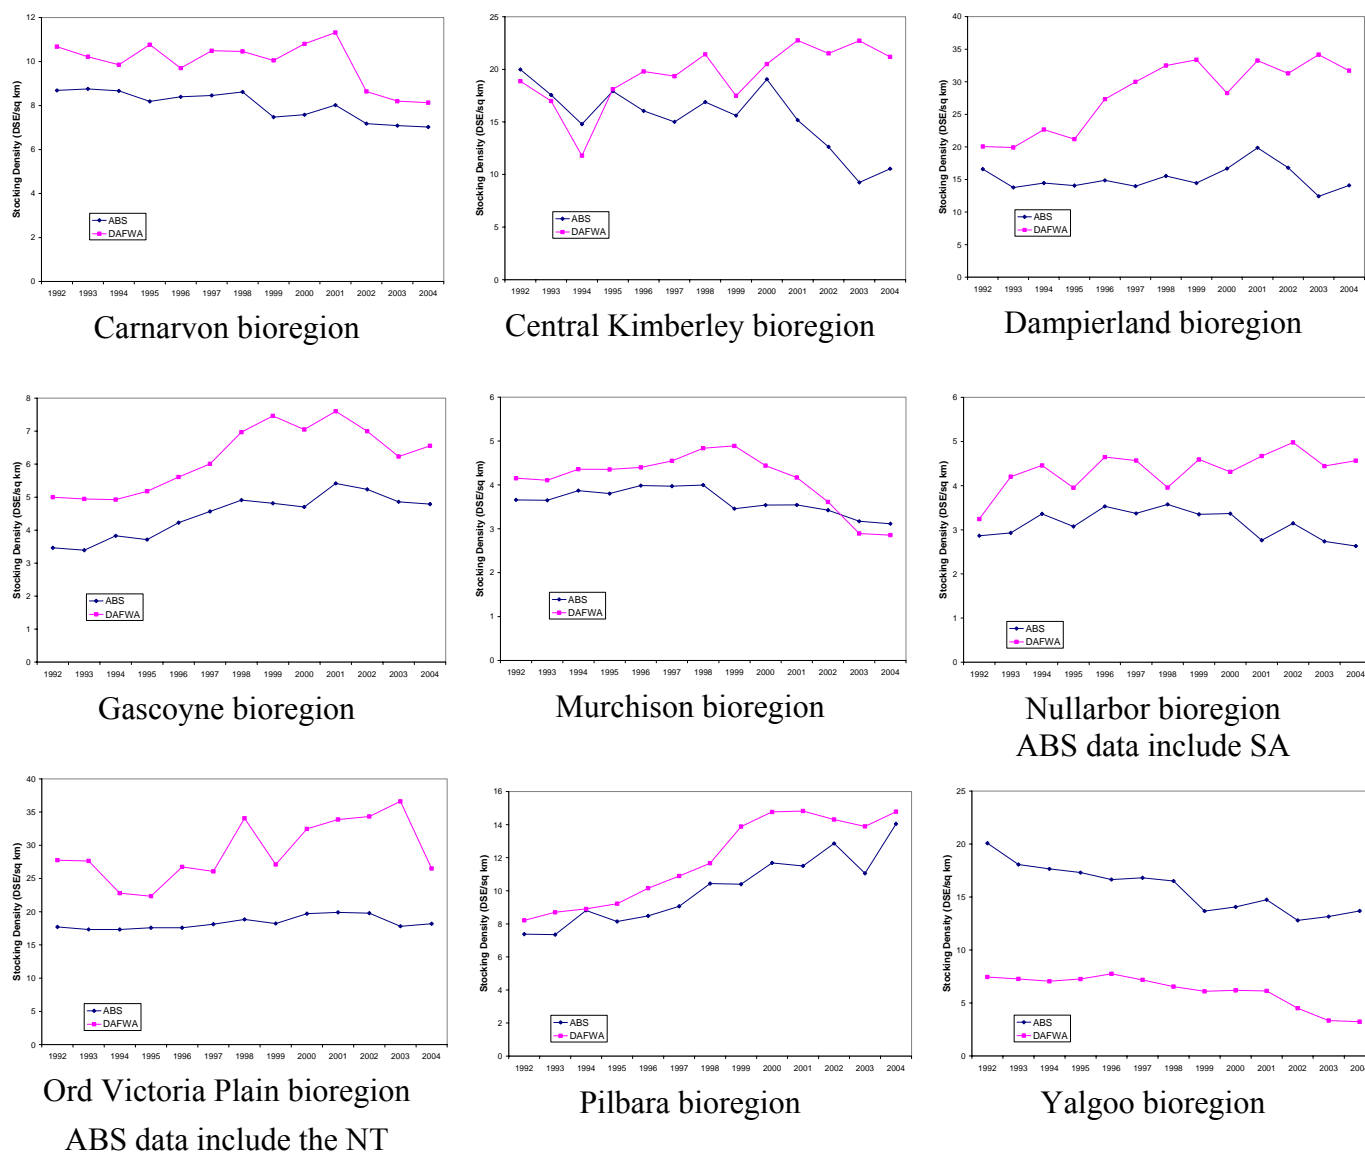 12
10
8
6
4
2
0
Stocking Density (DSE/sq km)
ABS
DAFWA
1992 1993 1994 1995 1996 1997 1998 1999 2000 2001 2002 2003 2004
Carnarvon bioregion
25
20
15
10
5
0
Stocking Density (DSE/sq km)
ABS
DAFWA
1992 1993 1994 1995 1996 1997 1998 1999 2000 2001 2002 2003 2004
Central Kimberley bioregion
40
35
30
25
20
15
10
5
0
Stocking Density (DSE/sq km)
ABS
DAFWA
1992 1993 1994 1995 1996 1997 1998 1999 2000 2001 2002 2003 2004
Dampierland bioregion
8
7
6
5
4
3
2
1
0
Stocking Density (DSE/sq km)
ABS
DAFWA
1992 1993 1994 1995 1996 1997 1998 1999 2000 2001 2002 2003 2004
Gascoyne bioregion
6
5
4
3
2
1
0
Stocking Density (DSE/sq km)
ABS
DAFWA
1992 1993 1994 1995 1996 1997 1998 1999 2000 2001 2002 2003 2004
Murchison bioregion
6
5
4
3
2
1
0
Stocking Density (DSE/sq km)
ABS
DAFWA
1992 1993 1994 1995 1996 1997 1998 1999 2000 2001 2002 2003 2004
Nullarbor bioregion
ABS data include SA
40
35
30
25
20
15
10
5
0
Stocking Density (DSE/sq km)
ABS
DAFWA
1992 1993 1994 1995 1996 1997 1998 1999 2000 2001 2002 2003 2004
Ord Victoria Plain bioregion
ABS data include the NT
16
14
12
10
8
6
4
2
0
Stocking Density (DSE/sq km)
ABS
DAFWA
1992 1993 1994 1995 1996 1997 1998 1999 2000 2001 2002 2003 2004
Pilbara bioregion
25
20
15
10
5
0
Stocking Density (DSE/sq km)
ABS
DAFWA
1992 1993 1994 1995 1996 1997 1998 1999 2000 2001 2002 2003 2004
Yalgoo bioregion